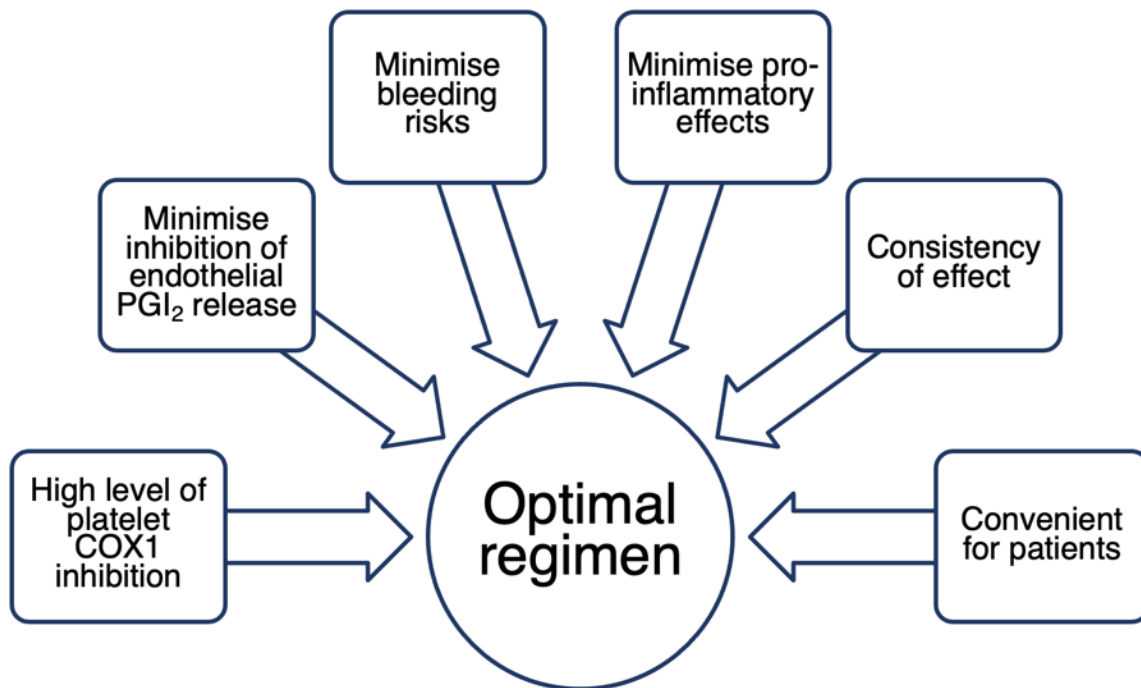 Minimise
bleeding
risks
Minimise pro-
inflammatory
effects
Minimise
inhibition of
endothelial
PGI₂ release
Consistency
of effect
High level of
platelet
COX1
inhibition
Optimal
regimen
Convenient
for patients